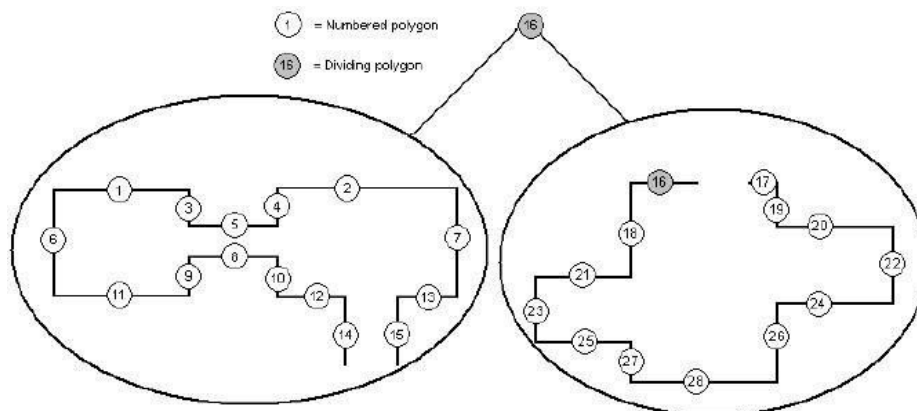 1 = Numbered polygon 16
16 = Dividing polygon
1 2 16 17
3 4 19
5 20
6 7 18
8 22
9 10 21
11 12 13 23 24
14 15 25 26
27
28